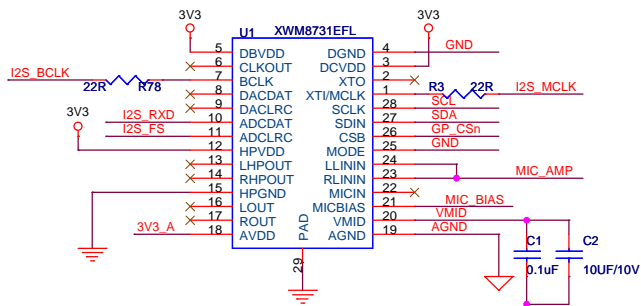 3V3
U1
XWM8731EFL
3V3
5 DBVDD DGND 4 GND
6 CLKOUT DCVDD 3
I2S_BCLK 22R R78 7 BCLK XTO 2
8 DACDAT XTI/MCLK 1 R3 22R I2S_MCLK
9 DACLRC SCLK 28 SCL
I2S_RXD 10 ADCDAT SDIN 27 SDA
I2S_FS 11 ADCLRC CSB 26 GP_CSn
3V3 12 HPVDD MODE 25 GND
13 LHPOUT LLININ 24
14 RHPOUT RLININ 23 MIC_AMP
15 HPGND MICIN 22
16 LOUT MICBIAS 21 MIC_BIAS
17 ROUT VMID 20 VMID
3V3_A 18 AVDD AGND 19 AGND
PAD
29
C1 C2
0.1uF 10UF/10V